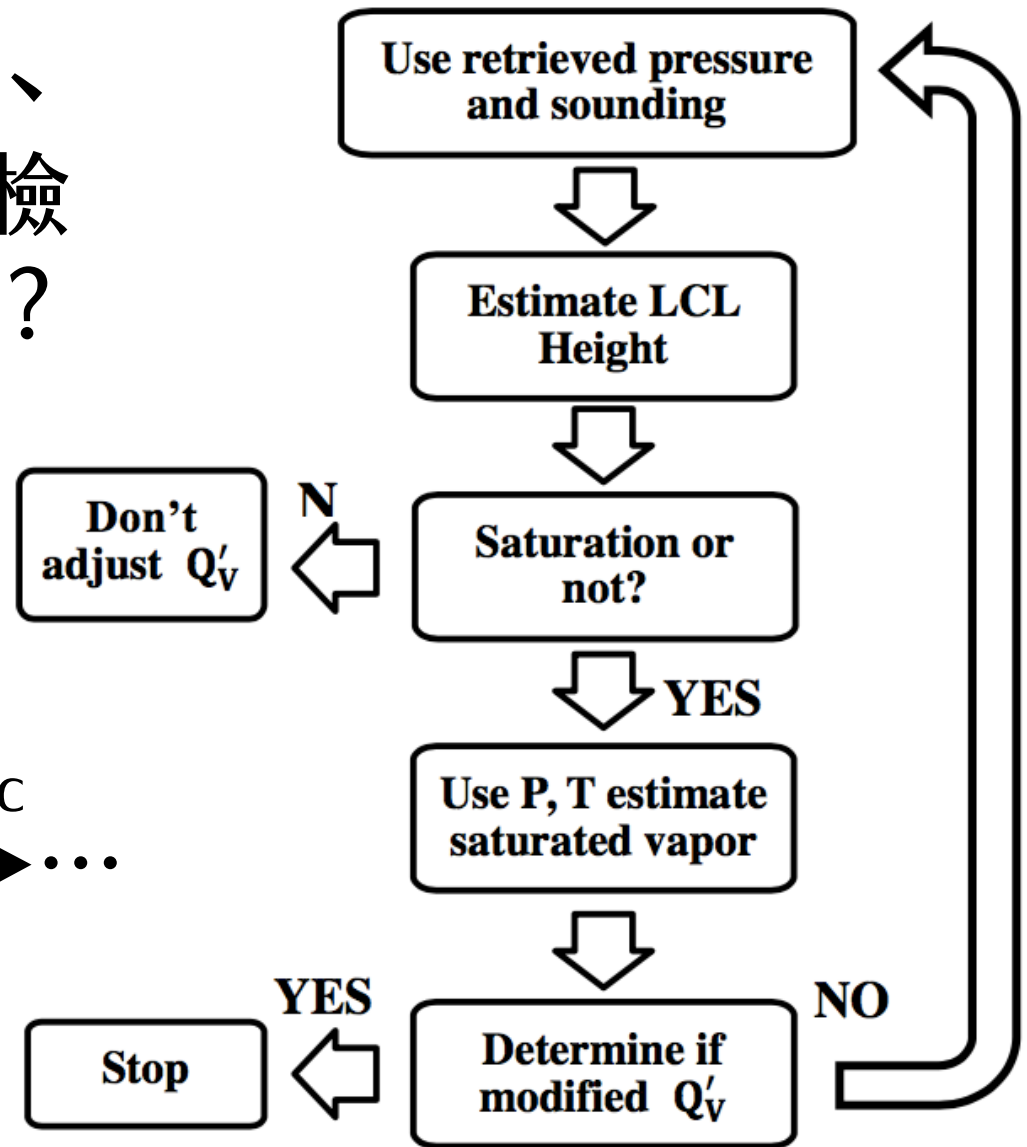 、
檢
?
Use retrieved pressure
and sounding
Estimate LCL
Height
Saturation or
not?
N
Don't
adjust Q′V
YES
Use P, T estimate
saturated vapor
c
...
Determine if
modified Q′V
YES
NO
Stop